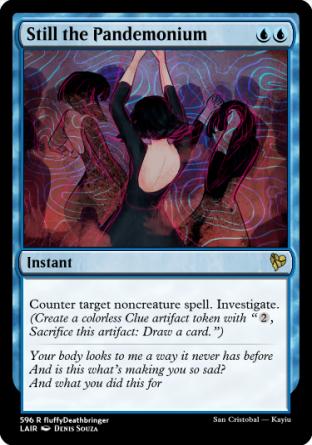 Still the Pandemonium
Instant
Counter target noncreature spell. Investigate.
(Create a colorless Clue artifact token with “2,
Sacrifice this artifact: Draw a card.”)
Your body looks to me a way it never has before
And is this what's making you so sad?
And what did you this for
596 R fluffyDeathbringer
LAIR Denis Souza
San Cristobal — Kayiu